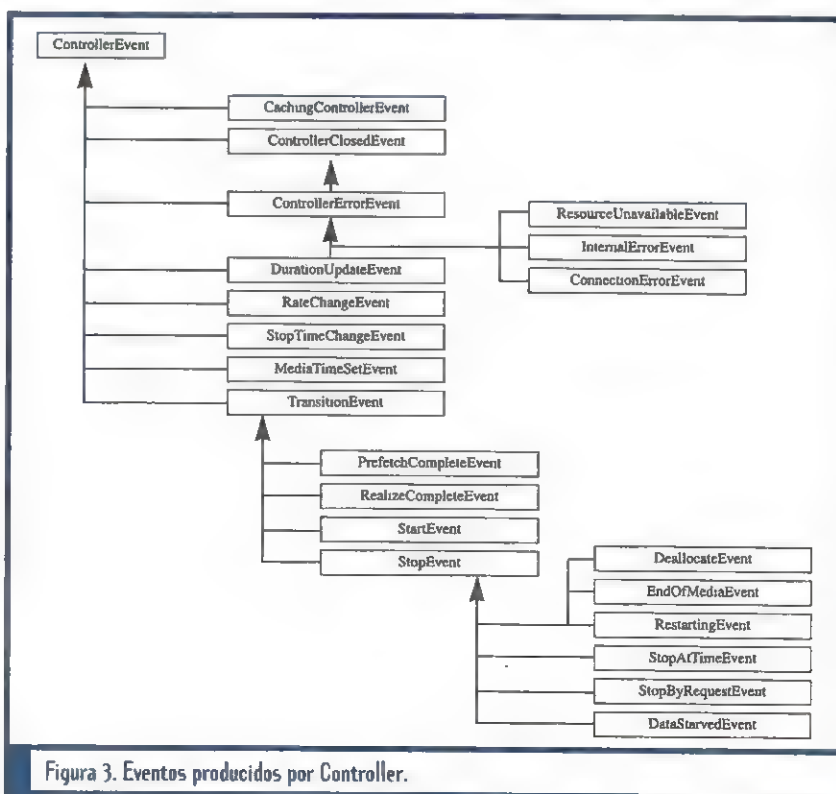 ControllerEvent
CachingControllerEvent
ControllerClosedEvent
ControllerErrorEvent
ResourceUnavailableEvent
InternalErrorEvent
DurationUpdateEvent
ConnectionErrorEvent
RateChangeEvent
StopTimeChangeEvent
MediaTimeSetEvent
TransitionEvent
PrefetchCompleteEvent
RealizeCompleteEvent
StartEvent
StopEvent
DeallocateEvent
EndOfMediaEvent
RestartingEvent
StopAtTimeEvent
StopByRequestEvent
DataStarvedEvent
Figura 3. Eventos producidos por Controller.